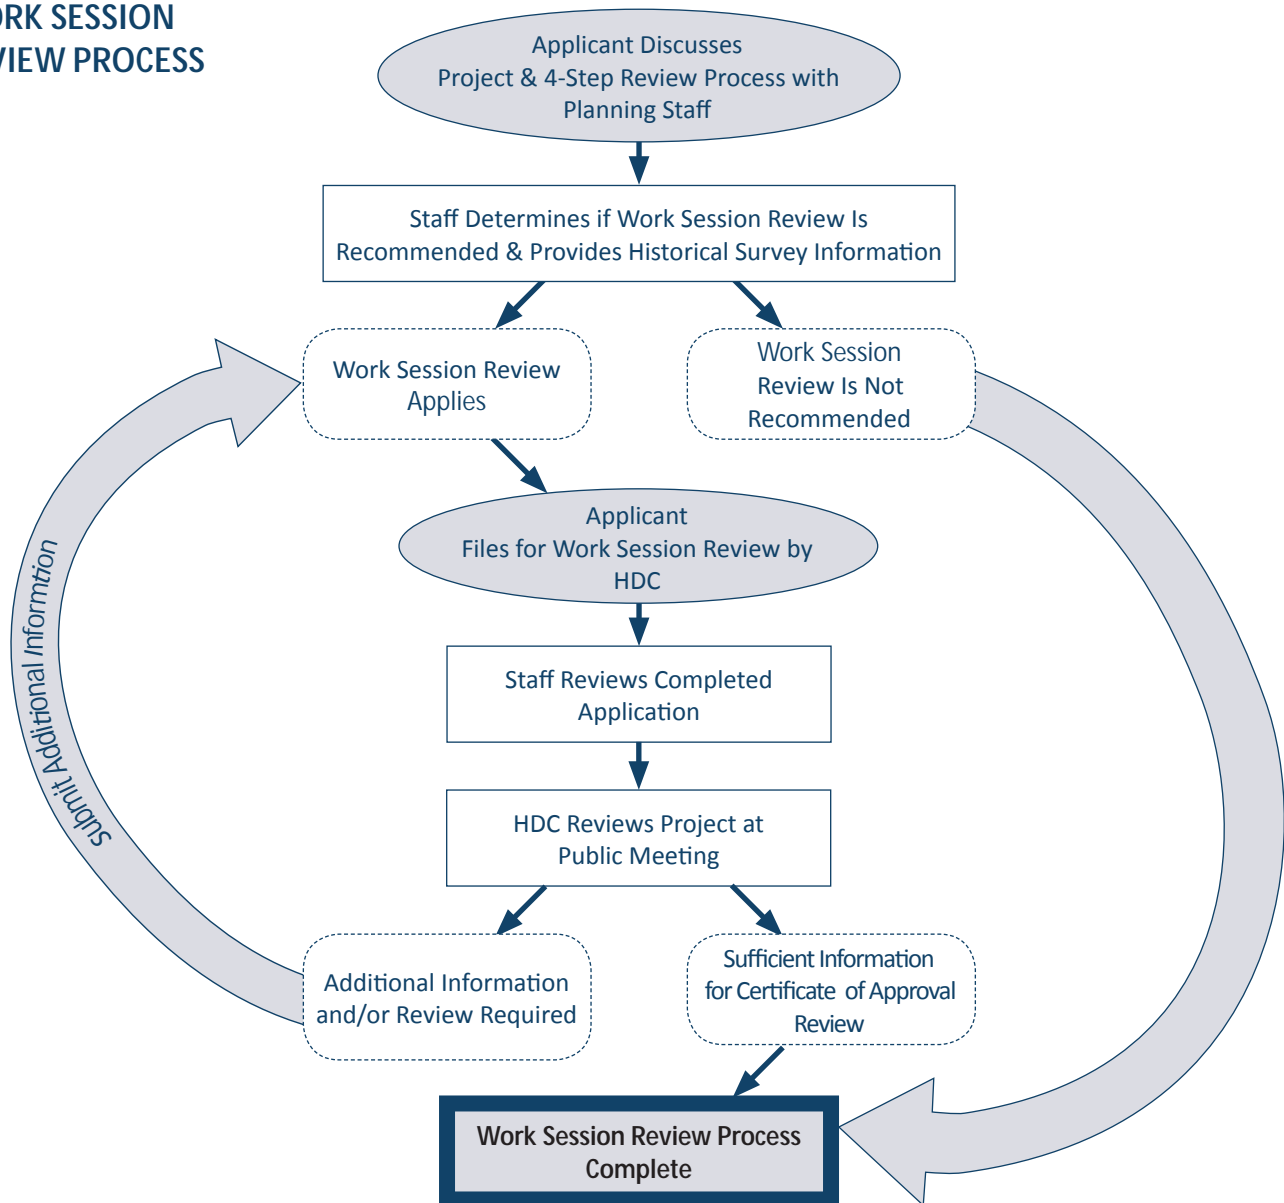 ORK SESSION
VIEW PROCESS
Applicant Discusses
Project & 4-Step Review Process with
Planning Staff
Staff Determines if Work Session Review Is
Recommended & Provides Historical Survey Information
Work Session Review
Applies
Work Session
Review Is Not
Recommended
Applicant
Files for Work Session Review by
HDC
Submit Additional Informtion
Staff Reviews Completed
Application
HDC Reviews Project at
Public Meeting
Additional Information
and/or Review Required
Sufficient Information
for Certificate of Approval
Review
Work Session Review Process
Complete